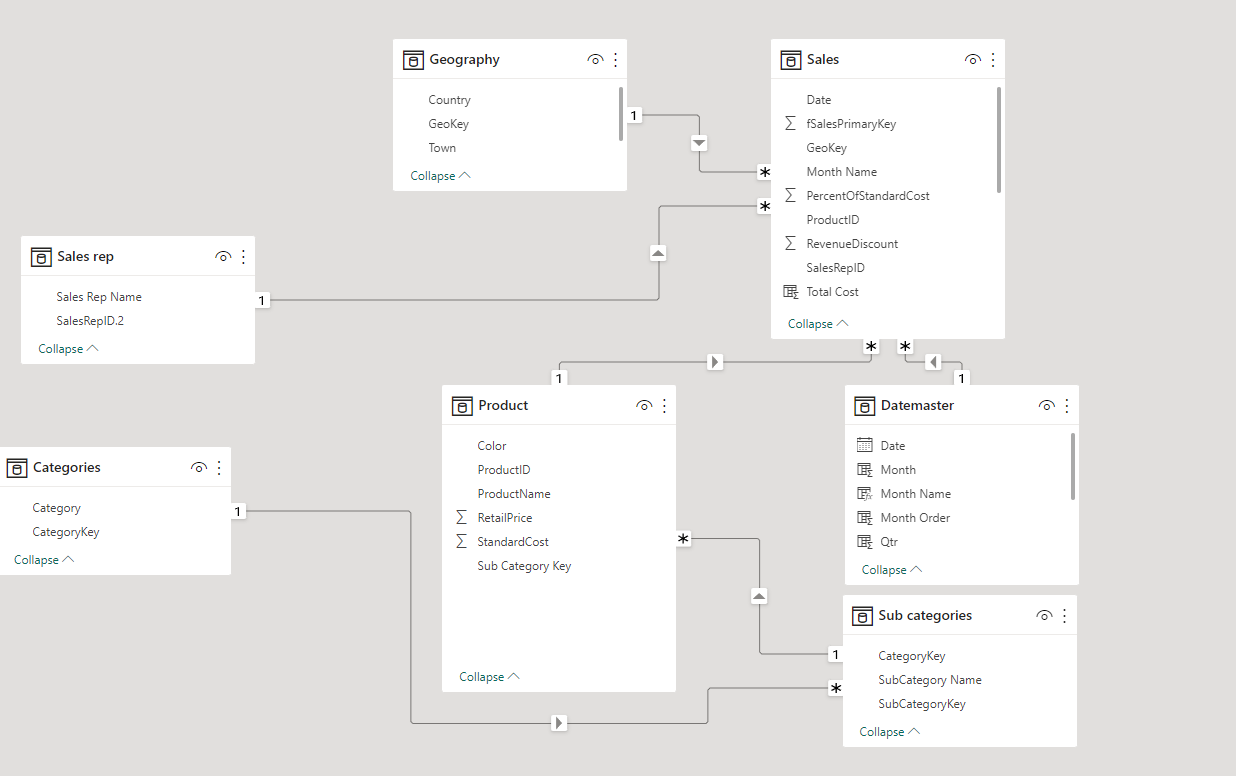 Geography
Country
GeoKey
Town
Collapse
1
*
Sales
Date
fSalesPrimaryKey
GeoKey
Month Name
PercentOfStandardCost
ProductID
RevenueDiscount
SalesRepID
Total Cost
Collapse
*
Sales rep
Sales Rep Name
SalesRepID.2
Collapse
1
*
*
1
1
Product
Color
ProductID
ProductName
RetailPrice
StandardCost
Sub Category Key
Collapse
*
Datemaster
Date
Month
Month Name
Month Order
Qtr
Collapse
Categories
Category
CategoryKey
Collapse
1
Sub categories
CategoryKey
SubCategory Name
SubCategoryKey
Collapse
1
*